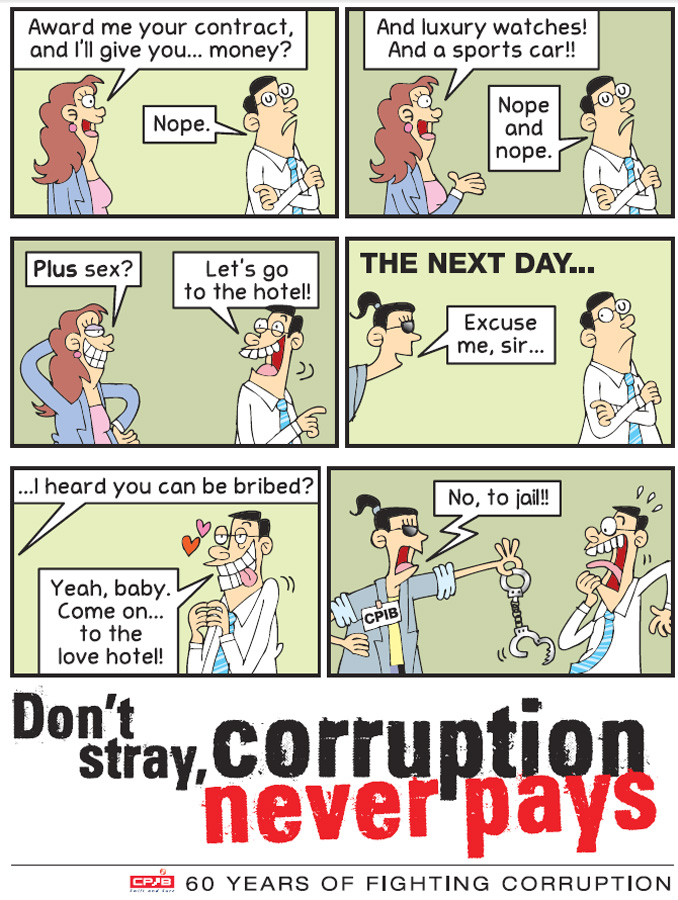 Award me your contract,
and I'll give you... money?
Nope.
And luxury watches!
And a sports car!!
Nope
and
nope.
Plus sex?
Let's go
to the hotel!
THE NEXT DAY...
Excuse
me, sir...
...I heard you can be bribed?
Yeah, baby.
Come on...
to the
love hotel!
No, to jail!!
CPIB
Don't
stray, corruption
never pays
CPIB
Swift and Sure
60 YEARS OF FIGHTING CORRUPTION